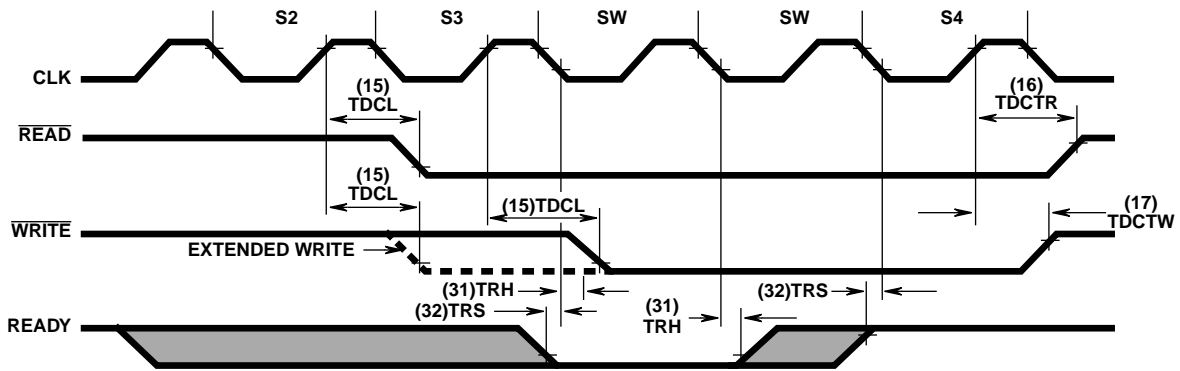 S2 S3 SW SW S4
CLK
(15)
TDCL
(16)
TDCTR
READ
(15)
TDCL
(15)TDCL
(17)
TDCTW
WRITE
EXTENDED WRITE
(31)TRH
(32)TRS
(31)
TRH
(32)TRS
READY